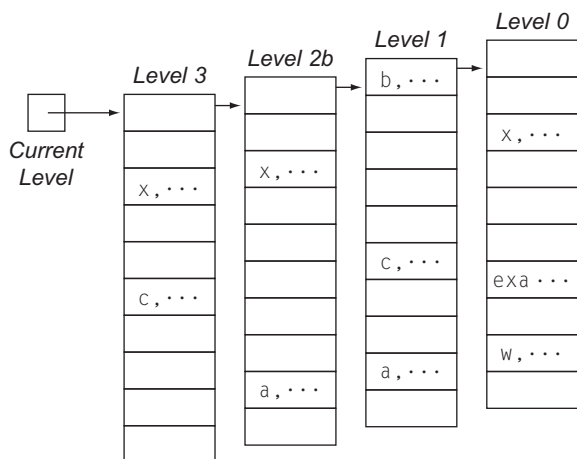 Level 3
Level 2b
Level 1
Level 0
Current
Level
x,···
c,···
x,···
a,···
b,···
c,···
a,···
x,···
exa ···
w,···